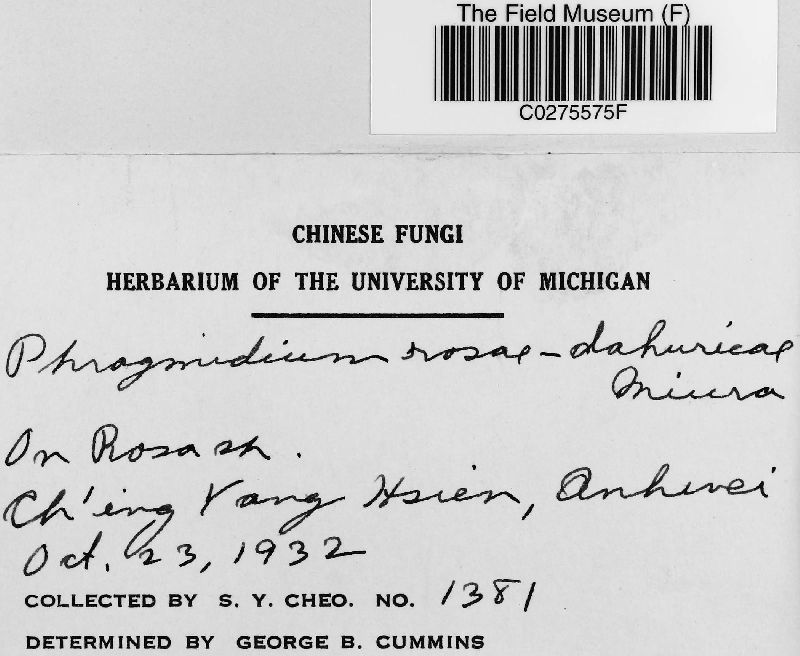 The Field Museum (F)
C0275575F
CHINESE FUNGI
HERBARIUM OF THE UNIVERSITY OF MICHIGAN
Phragmidium rosae-dahuricae
Miura
On Rosa sp.
Ch'ing Yang Hsien, Anhwei
Oct. 23, 1932
COLLECTED BY S. Y. CHEO. NO. 1381
DETERMINED BY GEORGE B. CUMMINS